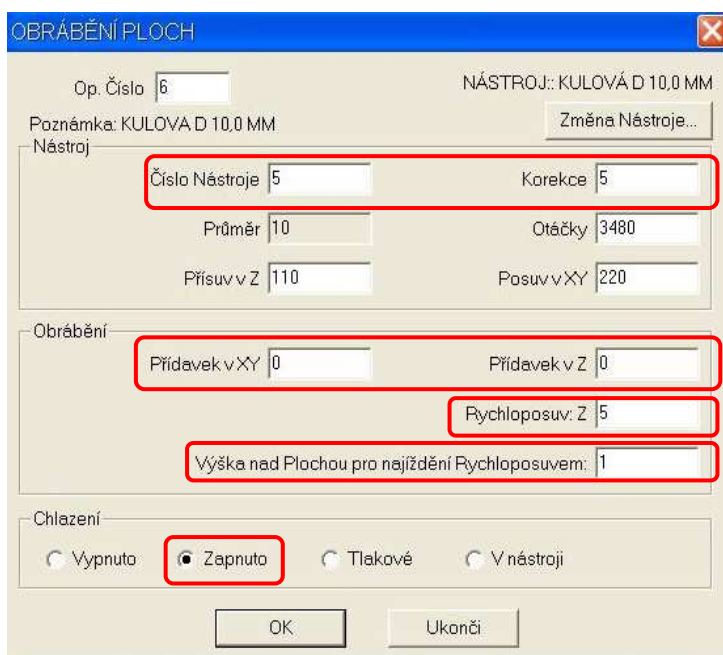 OBRÁBĚNÍ PLOCH
Op. Číslo 6 NÁSTROJ:: KULOVÁ D 10,0 MM
Poznámka: KULOVA D 10,0 MM Změna Nástroje...
Nástroj
Číslo Nástroje 5 Korekce 5
Průměr 10 Otáčky 3480
Přísuv v Z 110 Posuv v XY 220
Obrábění
Přídavek v XY 0 Přídavek v Z 0
Rychloposuv: Z 5
Výška nad Plochou pro najíždění Rychloposuvem: 1
Chlazení
Vypnuto Zapnuto Tlakové V nástroji
OK Ukonči